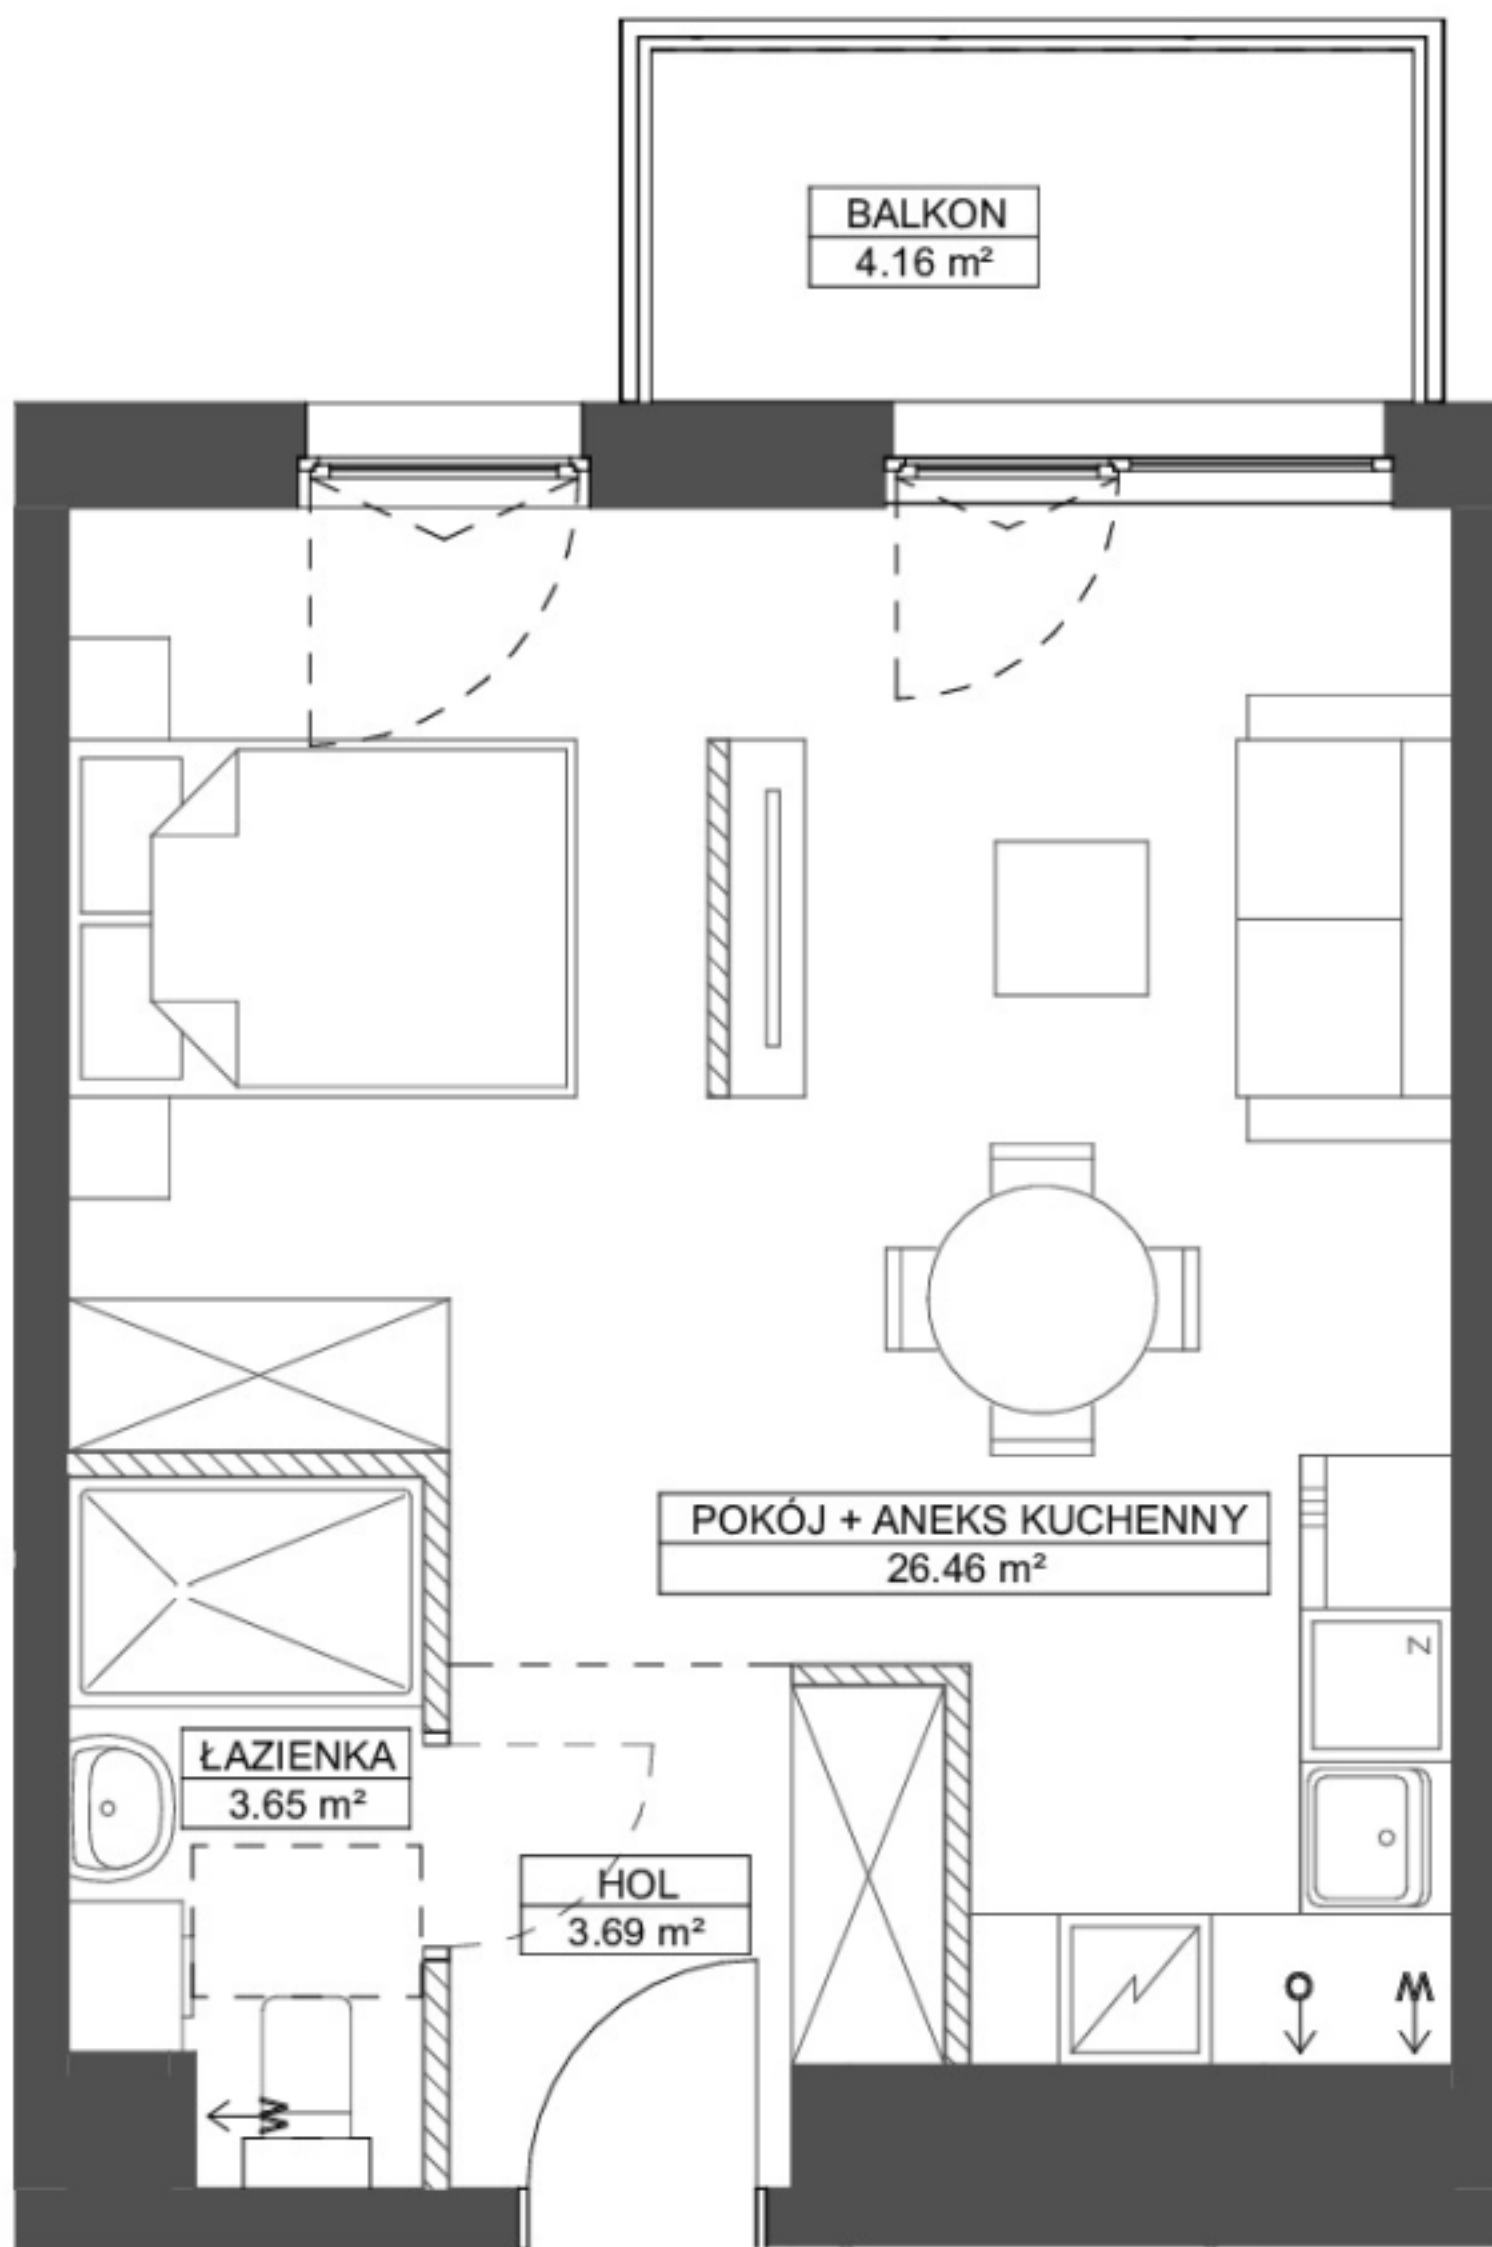 BALKON
4.16 m²
POKÓJ + ANEKS KUCHENNY
26.46 m²
Z
ŁAZIENKA
3.65 m²
HOL
3.69 m²
O
W
W